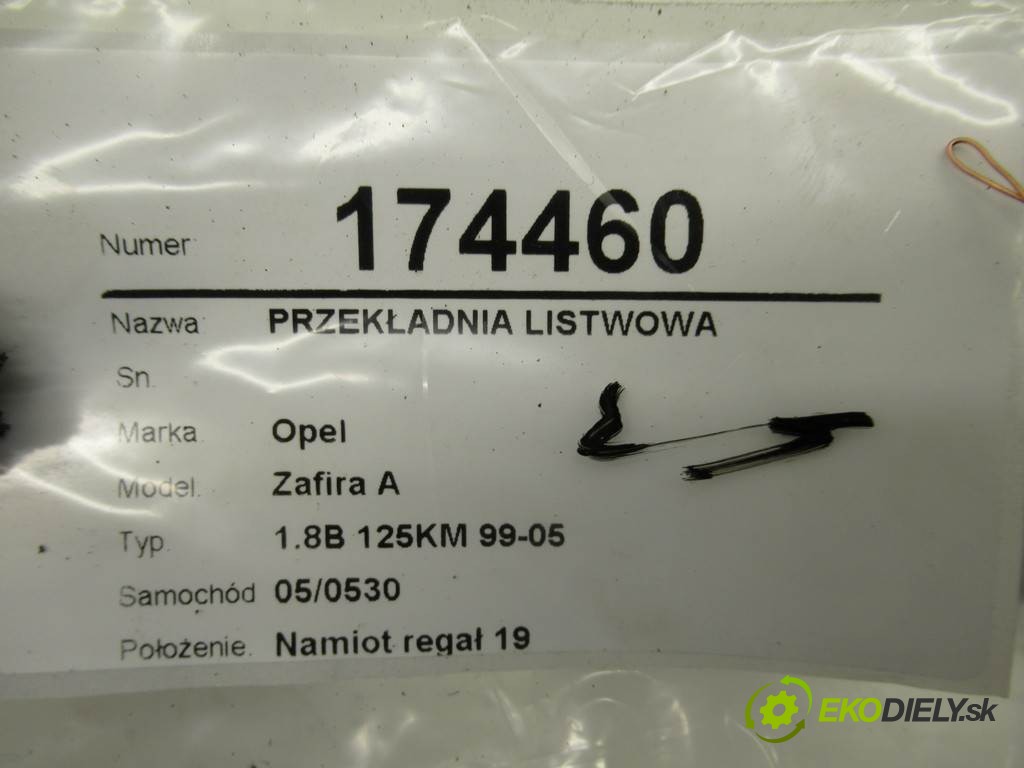 Numer 174460
Nazwa PRZEKŁADNIA LISTWOWA
Sn.
Marka Opel
Model. Zafira A
Typ. 1.8B 125KM 99-05
Samochód 05/0530
Położenie. Namiot regał 19
EKODIELY.sk